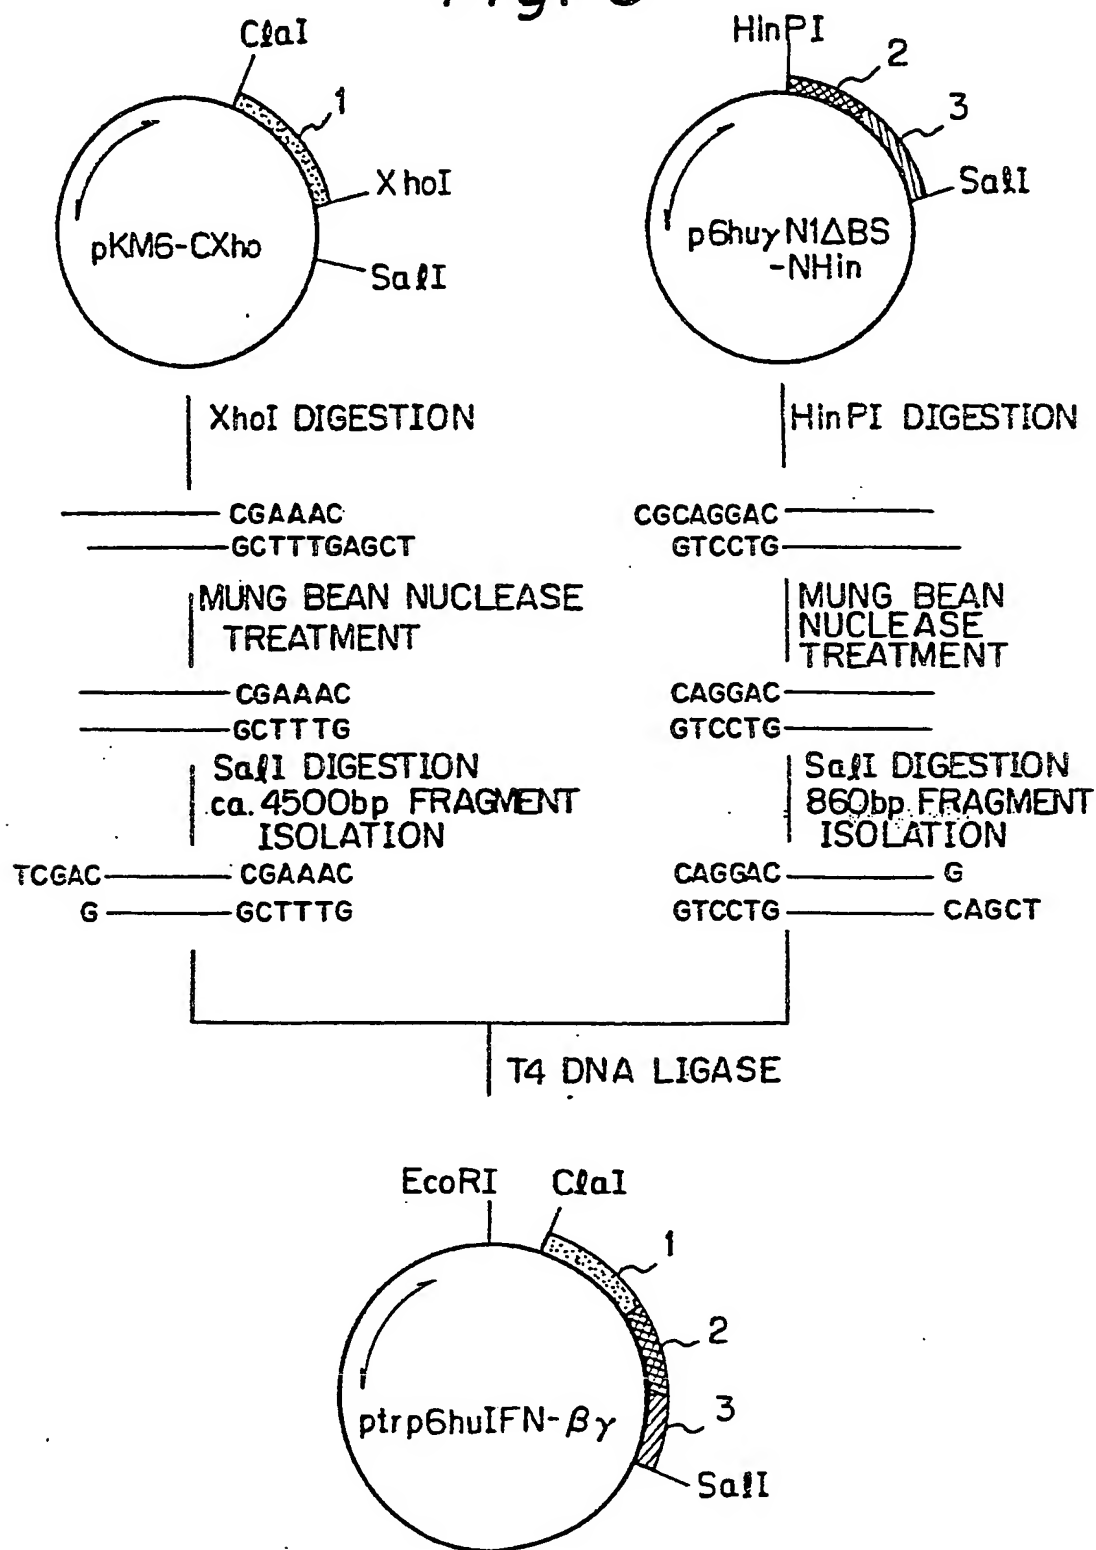 ClaI
1
XhoI
SalI
pKM6-CXho
HinPI
2
3
SalI
p6huγN1ΔBS
-NHin
XhoI DIGESTION
HinPI DIGESTION
CGAAAC
GCTTTGAGCT
CGCAGGAC
GTCCTG
MUNG BEAN NUCLEASE
TREATMENT
MUNG BEAN
NUCLEASE
TREATMENT
CGAAAC
GCTTTG
CAGGAC
GTCCTG
SalI DIGESTION
ca. 4500bp FRAGMENT
ISOLATION
SalI DIGESTION
860bp FRAGMENT
ISOLATION
TCGAC CGAAAC
G GCTTTG
CAGGAC G
GTCCTG CAGCT
T4 DNA LIGASE
EcoRI
ClaI
1
2
3
SalI
ptrp6huIFN-βγ